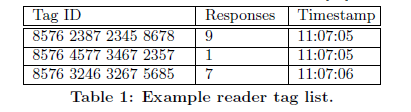 Tag ID Responses Timestamp
8576 2387 2345 8678 9 11:07:05
8576 4577 3467 2357 1 11:07:05
8576 3246 3267 5685 7 11:07:06
Table 1: Example reader tag list.